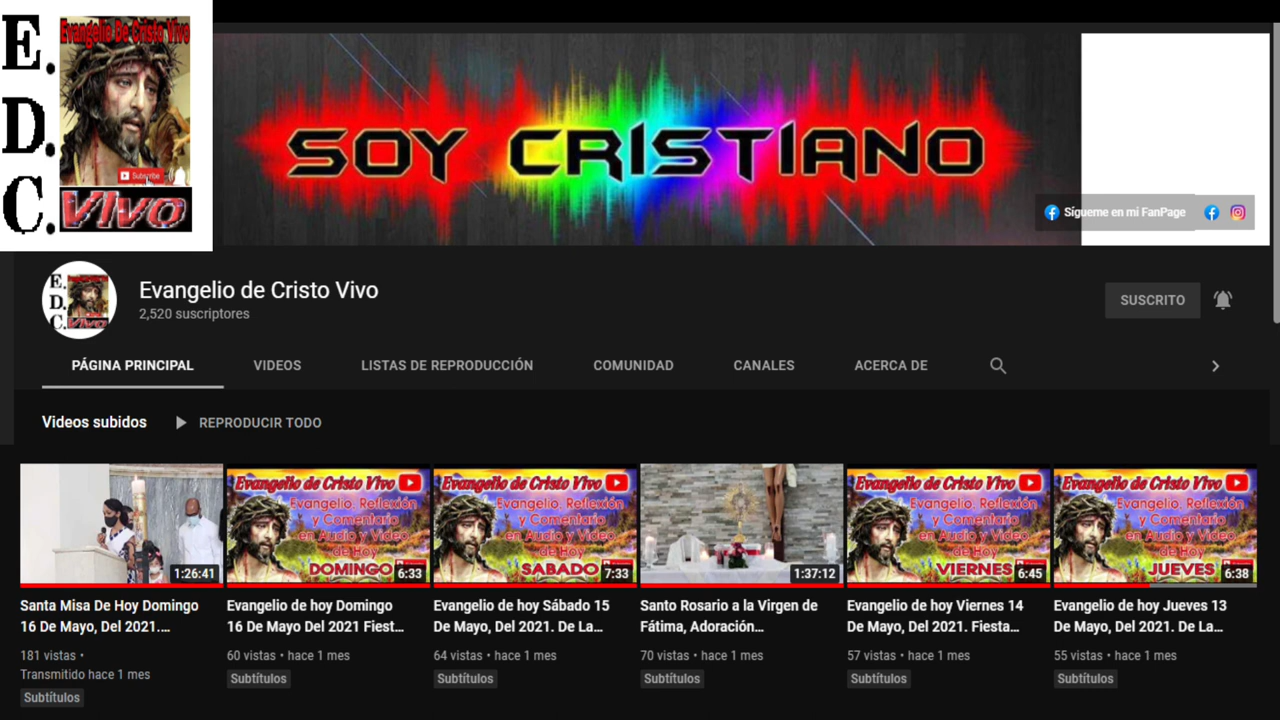 E.
D.
C.
Evangelio De Cristo Vivo
Subscribe
Vivo
SOY CRISTIANO
Sígueme en mi FanPage
E.
D.
C.
Vivo
Evangelio de Cristo Vivo
2,520 suscriptores
SUSCRITO
PÁGINA PRINCIPAL VIDEOS LISTAS DE REPRODUCCIÓN COMUNIDAD CANALES ACERCA DE
Videos subidos REPRODUCIR TODO
1:26:41
Santa Misa De Hoy Domingo
16 De Mayo, Del 2021....
181 vistas •
Transmitido hace 1 mes
Subtítulos
Evangelio de Cristo Vivo
Evangelio, Reflexión
y Comentario
en Audio y Video
de Hoy
DOMINGO 6:33
Evangelio de hoy Domingo
16 De Mayo Del 2021 Fiest...
60 vistas • hace 1 mes
Subtítulos
Evangelio de Cristo Vivo
Evangelio, Reflexión
y Comentario
en Audio y Video
de Hoy
SABADO 7:33
Evangelio de hoy Sábado 15
De Mayo, Del 2021. De La...
64 vistas • hace 1 mes
Subtítulos
1:37:12
Santo Rosario a la Virgen de
Fátima, Adoración...
70 vistas • hace 1 mes
Subtítulos
Evangelio de Cristo Vivo
Evangelio, Reflexión
y Comentario
en Audio y Video
de Hoy
VIERNES 6:45
Evangelio de hoy Viernes 14
De Mayo, Del 2021. Fiesta...
57 vistas • hace 1 mes
Subtítulos
Evangelio de Cristo Vivo
Evangelio, Reflexión
y Comentario
en Audio y Video
de Hoy
JUEVES 6:38
Evangelio de hoy Jueves 13
De Mayo, Del 2021. De La...
55 vistas • hace 1 mes
Subtítulos